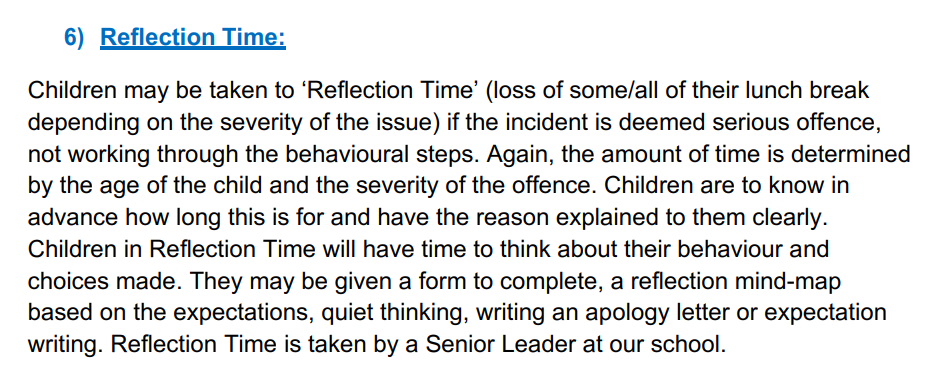 6) Reflection Time:
Children may be taken to ‘Reflection Time’ (loss of some/all of their lunch break
depending on the severity of the issue) if the incident is deemed serious offence,
not working through the behavioural steps. Again, the amount of time is determined
by the age of the child and the severity of the offence. Children are to know in
advance how long this is for and have the reason explained to them clearly.
Children in Reflection Time will have time to think about their behaviour and
choices made. They may be given a form to complete, a reflection mind-map
based on the expectations, quiet thinking, writing an apology letter or expectation
writing. Reflection Time is taken by a Senior Leader at our school.